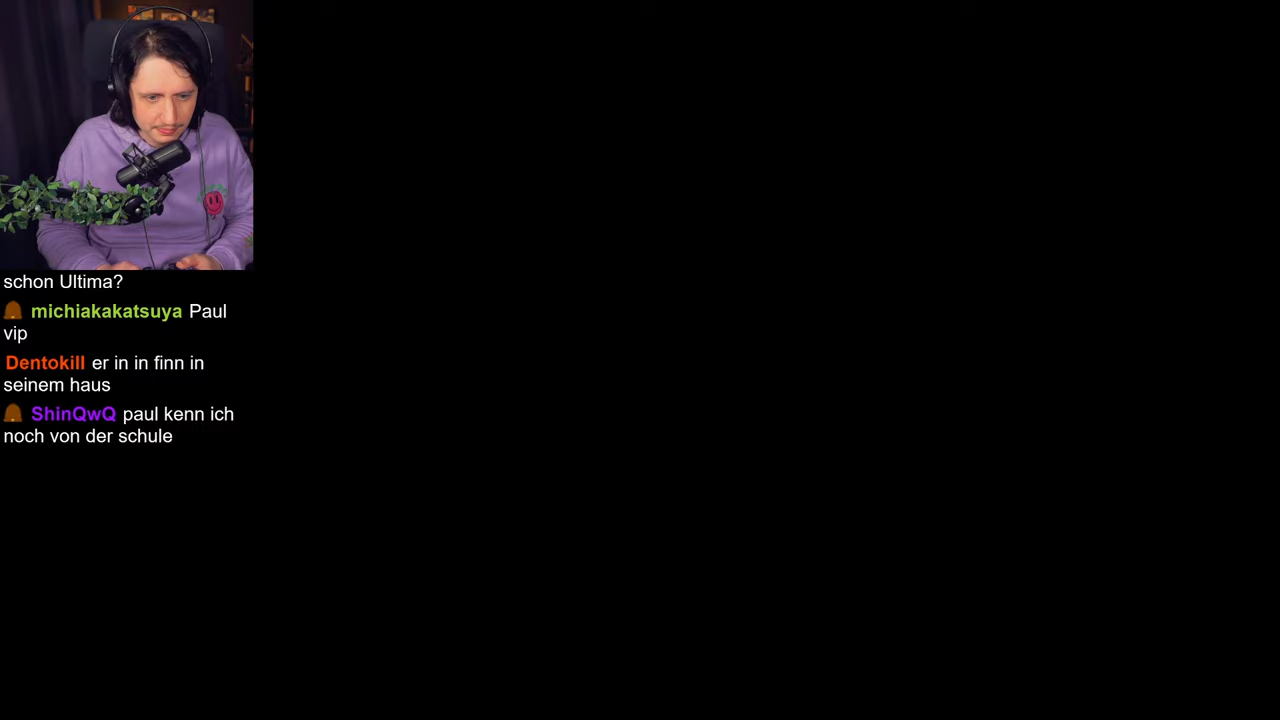 schon Ultima?
michiakakatsuya Paul
vip
Dentokill er in in finn in
seinem haus
ShinQwQ paul kenn ich
noch von der schule